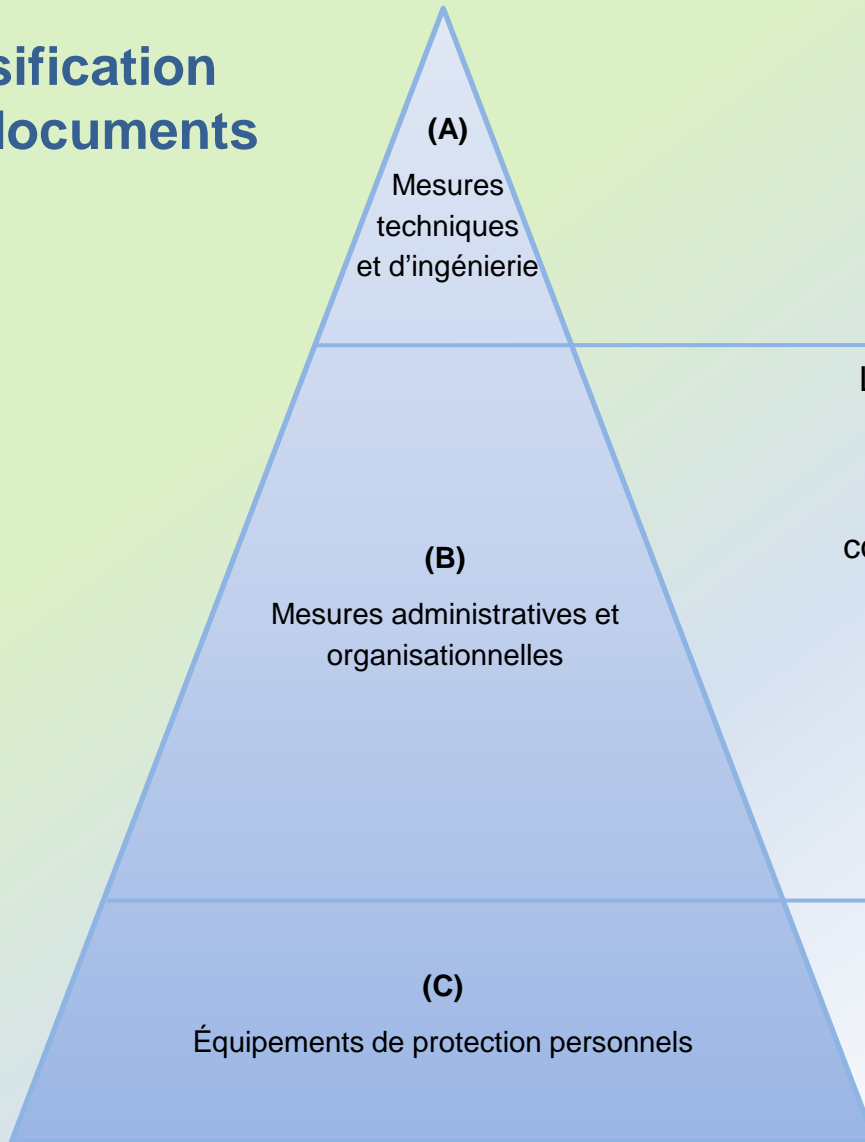 sification
documents
(A)
Mesures
techniques
et d'ingénierie
(B)
Mesures administratives et
organisationnelles
(C)
Équipements de protection personnels